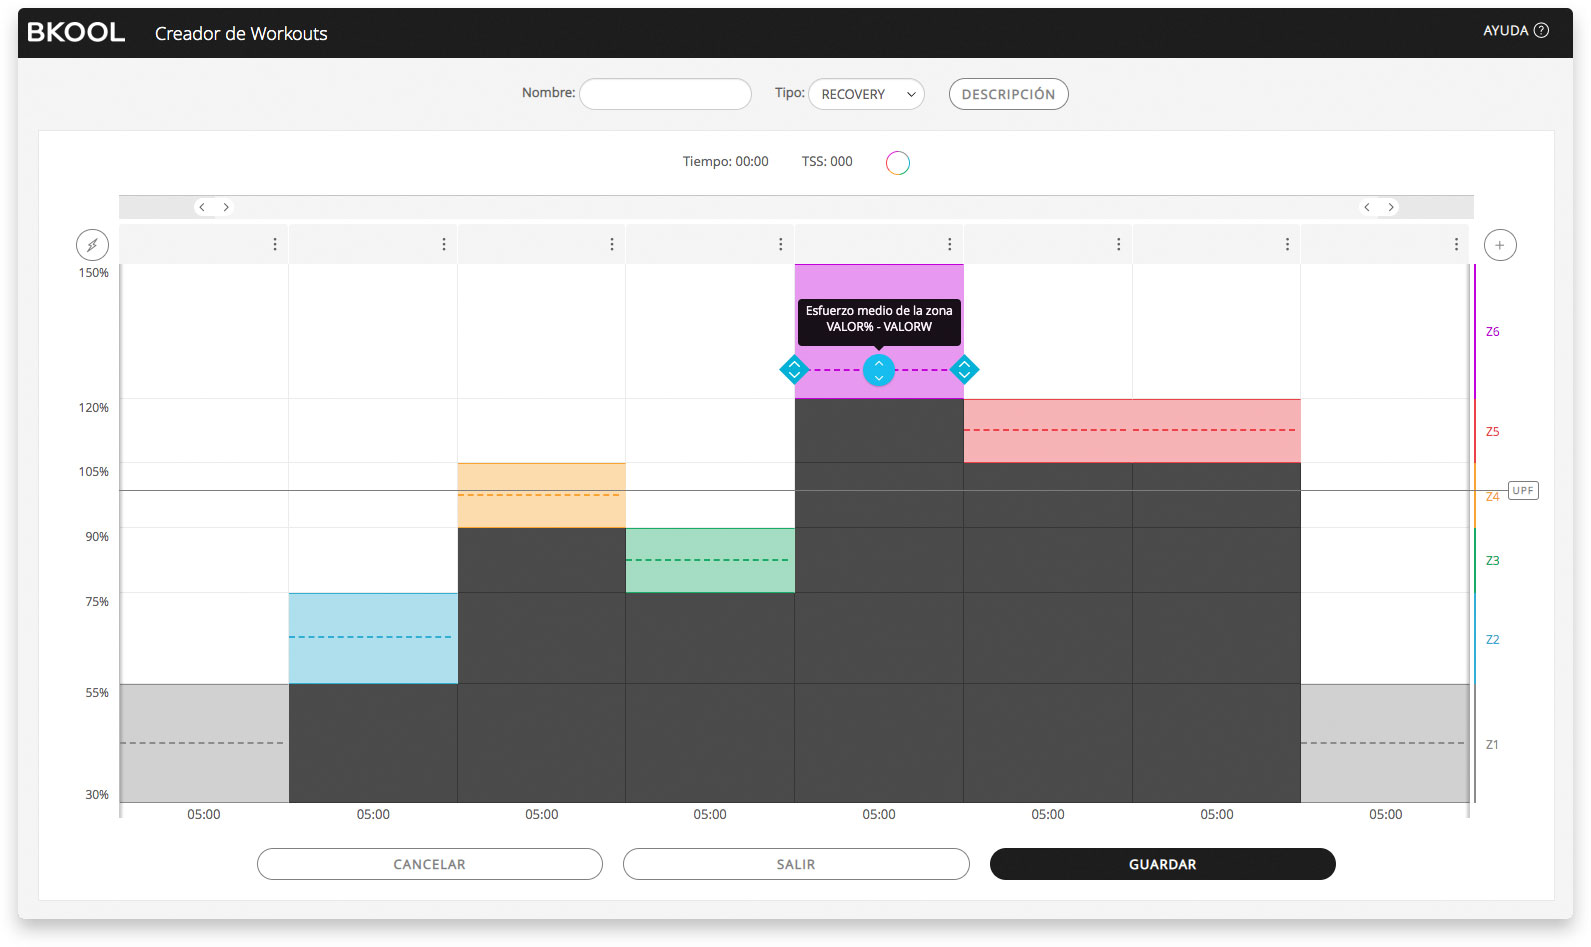 BKOOL
Creador de Workouts
AYUDA ?
Nombre:
Tipo: RECOVERY
DESCRIPCIÓN
Tiempo: 00:00
TSS: 000
150%
120%
105%
90%
75%
55%
30%
Esfuerzo medio de la zona
VALOR% - VALORW
Z6
Z5
Z4
UPF
Z3
Z2
Z1
05:00
05:00
05:00
05:00
05:00
05:00
05:00
05:00
CANCELAR
SALIR
GUARDAR